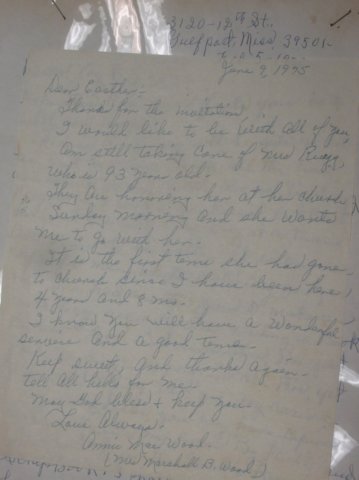 3120-12th St.
Gulfport, Miss 39501-
June 9, 1995
Dear Easther:-
Thanks for the invitation
I would like to be with all of you,
Am still taking care of Mrs
who is 93 years old.
They are honoring her at her church
Sunday morning and she wants
me to go with her.
It is the first time she had gone
to church since I have been here,
4 years and 8 mo.
I know you will have a wonderful
service and a good time.
Keep sweet, and thanks again
tell all hello for me.
May God bless + keep you.
Love Always.
Annie Mae Wood.
(Mrs Marshall B. Wood)